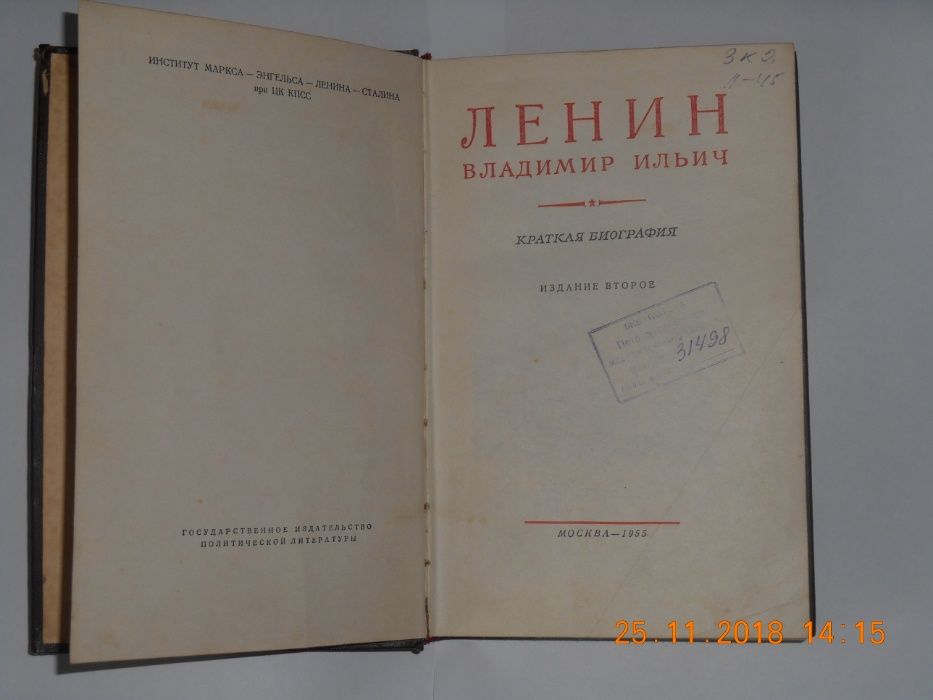 ИНСТИТУТ МАРКСА — ЭНГЕЛЬСА — ЛЕНИНА — СТАЛИНА
при ЦК КПСС
ГОСУДАРСТВЕННОЕ ИЗДАТЕЛЬСТВО
ПОЛИТИЧЕСКОЙ ЛИТЕРАТУРЫ
ЛЕНИН
ВЛАДИМИР ИЛЬИЧ
КРАТКАЯ БИОГРАФИЯ
ИЗДАНИЕ ВТОРОЕ
31498
МОСКВА—1955
25.11.2018 14:15